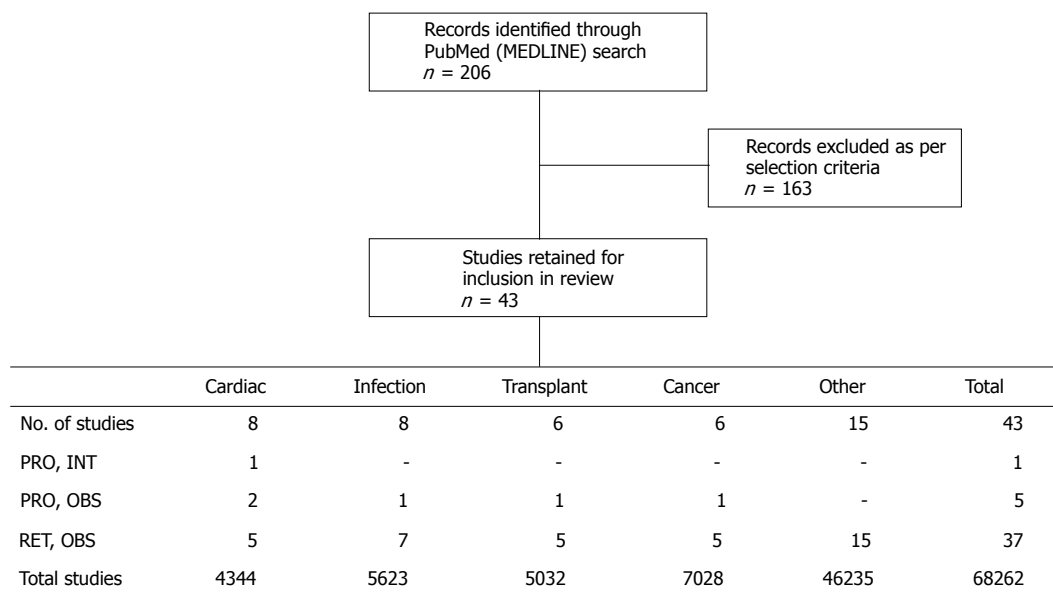 Records identified through
PubMed (MEDLINE) search
n = 206
Records excluded as per
selection criteria
n = 163
Studies retained for
inclusion in review
n = 43
Cardiac Infection Transplant Cancer Other Total
No. of studies 8 8 6 6 15 43
PRO, INT 1 - - - - 1
PRO, OBS 2 1 1 1 - 5
RET, OBS 5 7 5 5 15 37
Total studies 4344 5623 5032 7028 46235 68262